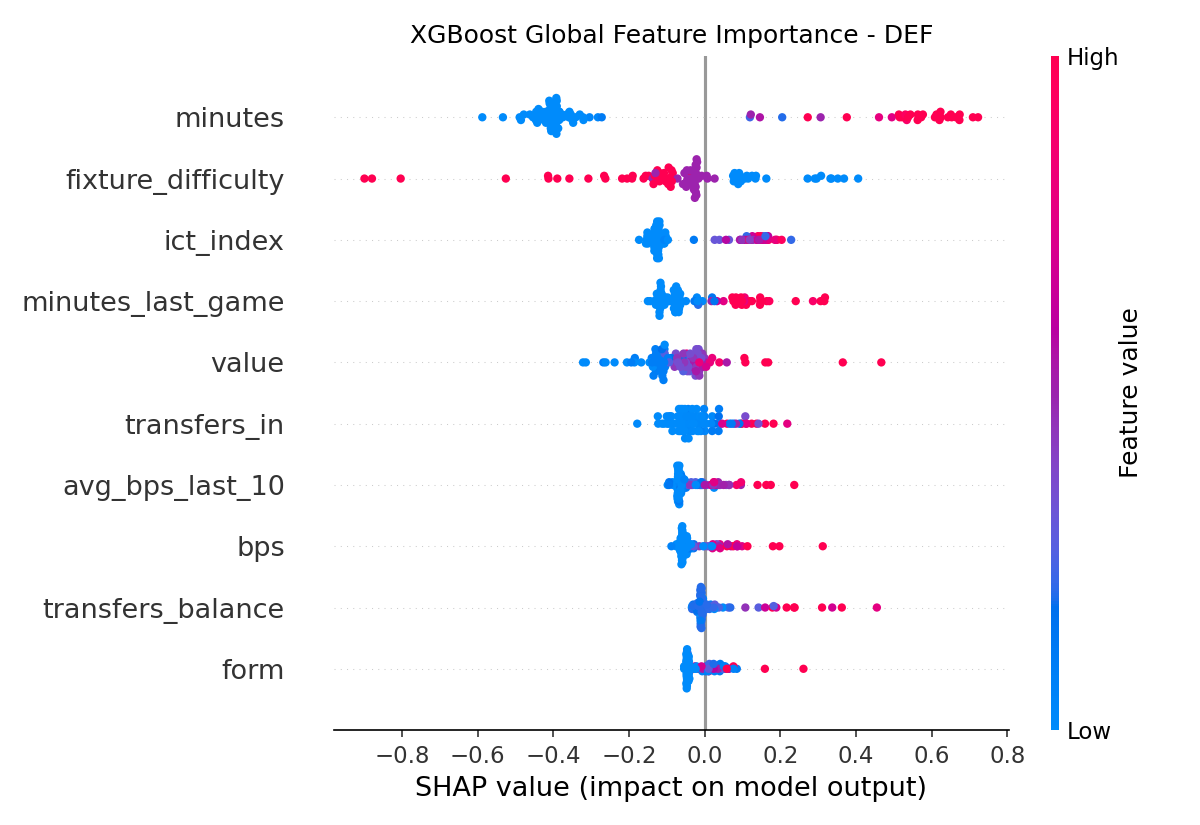 XGBoost Global Feature Importance - DEF
High
minutes
fixture_difficulty
ict_index
minutes_last_game
value
transfers_in
avg_bps_last_10
bps
transfers_balance
form
Feature value
Low
−0.8 −0.6 −0.4 −0.2 0.0 0.2 0.4 0.6 0.8
SHAP value (impact on model output)